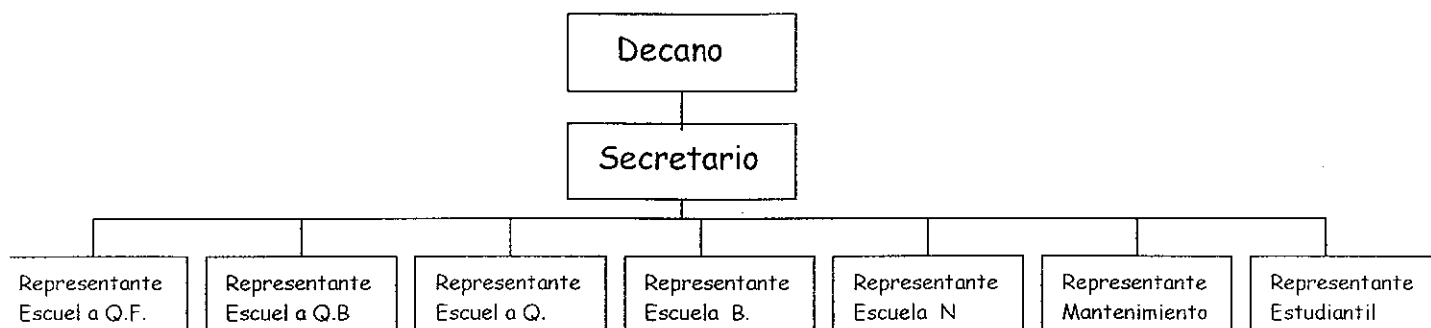 Decano
Secretario
Representante
Escuel a Q.F.
Representante
Escuel a Q.B
Representante
Escuel a Q.
Representante
Escuela B.
Representante
Escuela N
Representante
Mantenimiento
Representante
Estudiantil